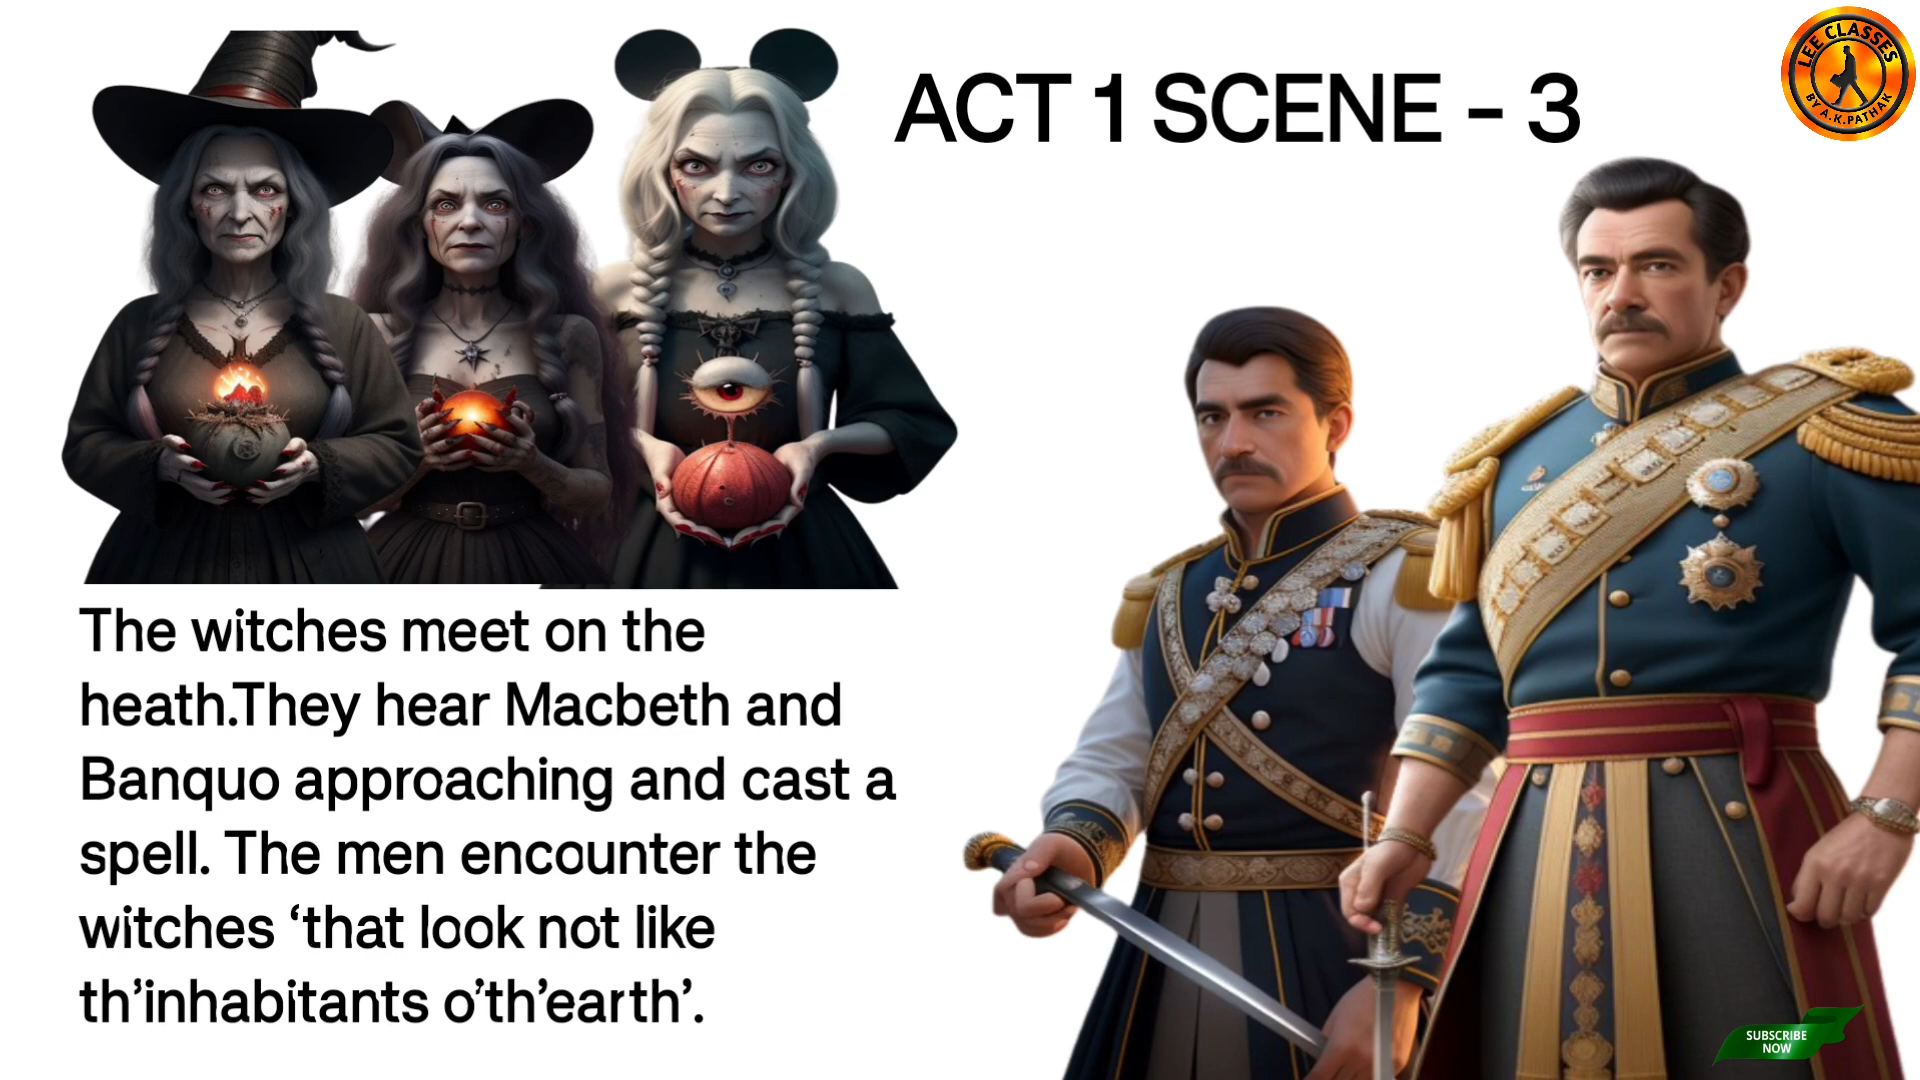 ACT 1 SCENE - 3
LEE CLASSES
BY A.K.PATHAK
The witches meet on the
heath.They hear Macbeth and
Banquo approaching and cast a
spell. The men encounter the
witches ‘that look not like
th’inhabitants o’th’earth’.
SUBSCRIBE
NOW